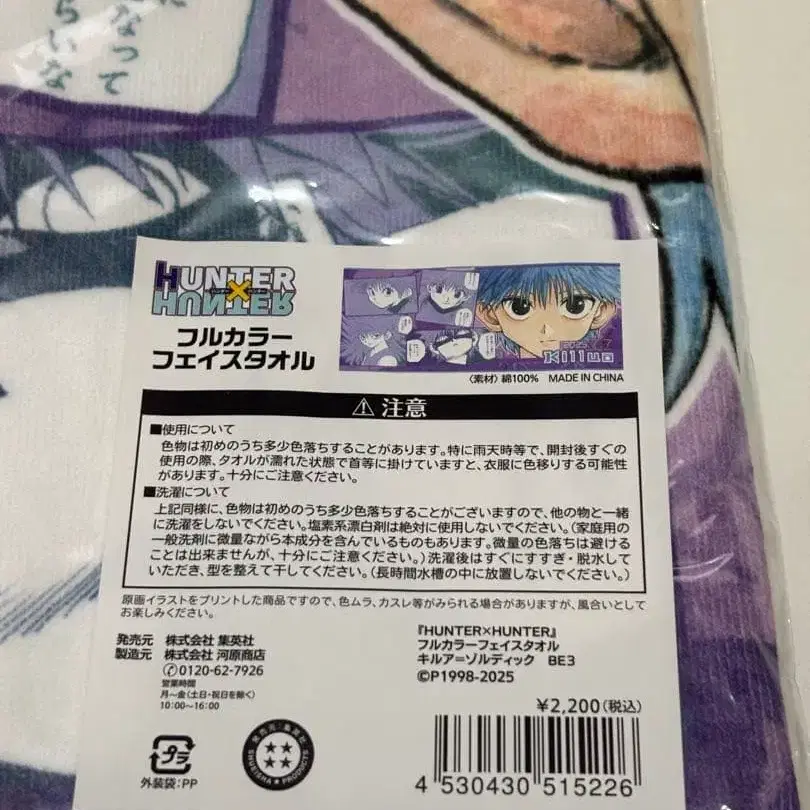 なって
らいな
HUNTER
×
HUNTER
フルカラー
フェイスタオル
Killua
〈素材〉綿100% MADE IN CHINA
⚠ 注意
■使用について
色物は初めのうち多少色落ちすることがあります。特に雨天時等で、開封後すぐの
使用の際、タオルが濡れた状態で首等に掛けていますと、衣服に色移りする可能性
があります。十分にご注意ください。
■洗濯について
上記同様に、色物は初めのうち多少色落ちすることがございますので、他の物と一緒
に洗濯をしないでください。塩素系漂白剤は絶対に使用しないでください。(家庭用の
一般洗剤に微量ながら本成分を含んでいるものもあります。微量の色落ちは避ける
ことは出来ませんが、十分にご注意ください。)洗濯後はすぐにすすぎ・脱水して
いただき、型を整えて干してください。(長時間水槽の中に放置しないでください。)
原画イラストをプリントした商品ですので、色ムラ、カスレ等がみられる場合がありますが、風合いとして
お楽しみください。
発売元 株式会社 集英社
製造元 株式会社 河原商店
0120-62-7926
営業時間
月～金(土日・祝日を除く)
10:00～16:00
『HUNTER×HUNTER』
フルカラーフェイスタオル
キルア=ゾルディック BE3
©P1998-2025
¥2,200(税込)
プラ
外装袋:PP
発売元:集英社
SHUEISHA PRODUCTS
4 530430 515226